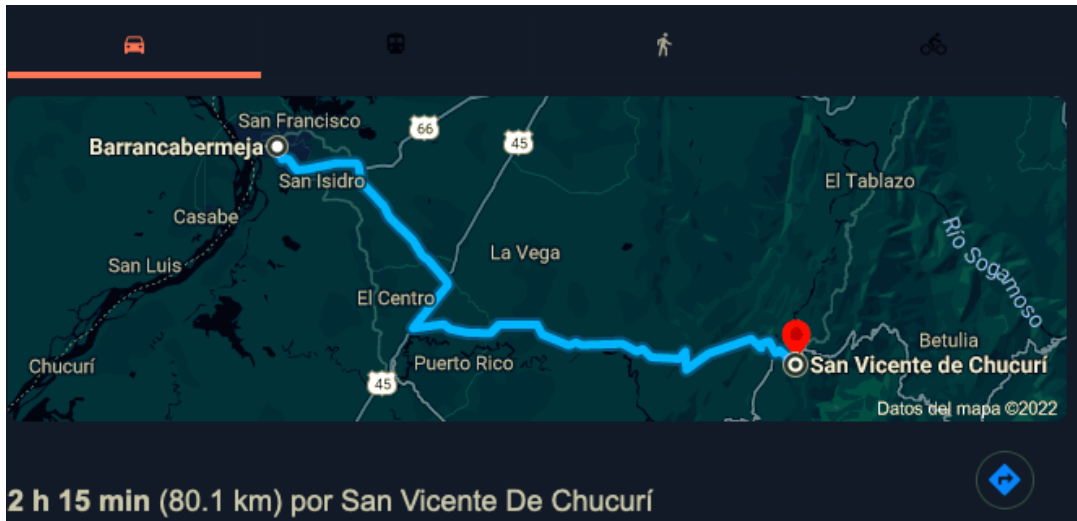 San Francisco
66
45
Barrancabermeja
San Isidro
El Tablazo
Casabe
Río Sogamoso
La Vega
San Luis
El Centro
Betulia
Chucurí
Puerto Rico
San Vicente de Chucurí
45
Datos del mapa ©2022
2 h 15 min (80.1 km) por San Vicente De Chucurí